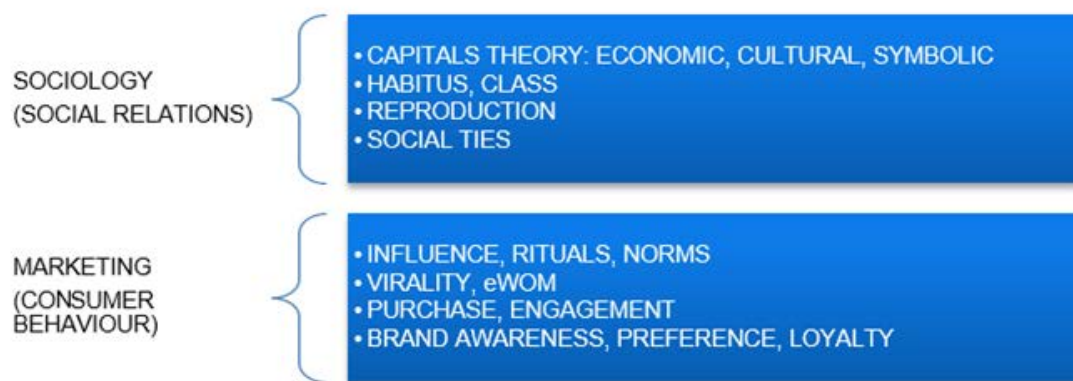 SOCIOLOGY
(SOCIAL RELATIONS)
• CAPITALS THEORY: ECONOMIC, CULTURAL, SYMBOLIC
• HABITUS, CLASS
• REPRODUCTION
• SOCIAL TIES
MARKETING
(CONSUMER
BEHAVIOUR)
• INFLUENCE, RITUALS, NORMS
• VIRALITY, eWOM
• PURCHASE, ENGAGEMENT
• BRAND AWARENESS, PREFERENCE, LOYALTY